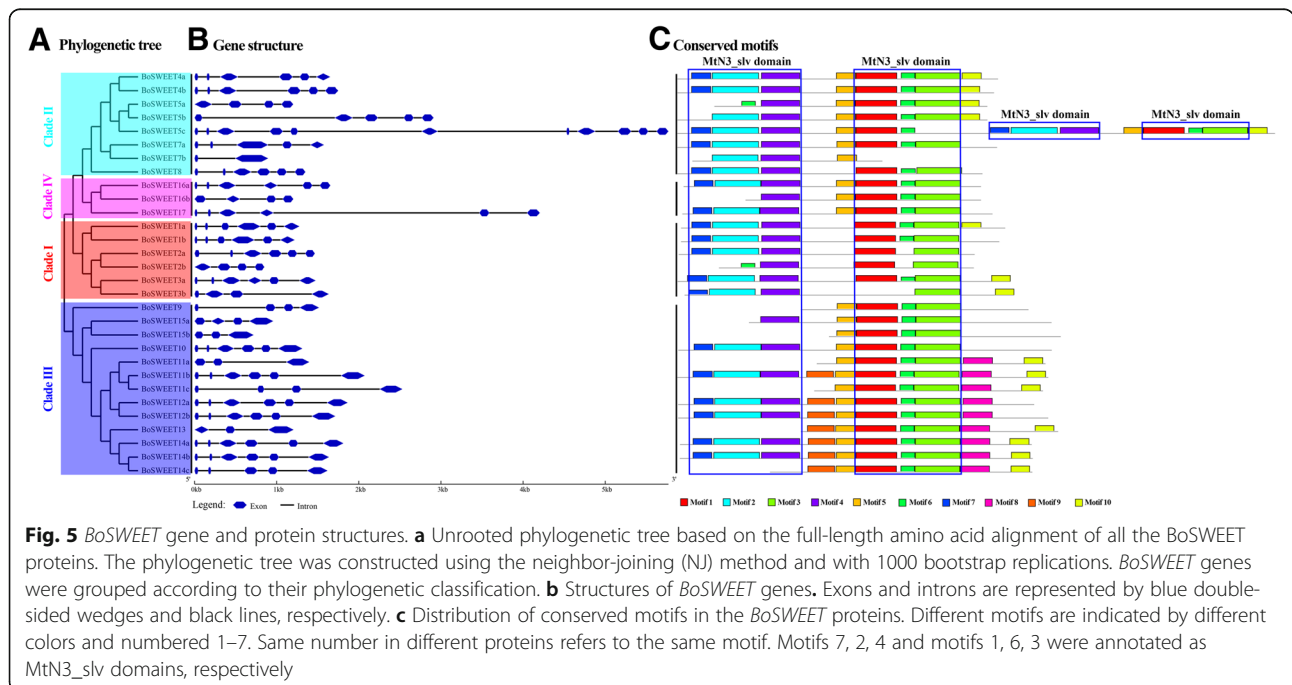 A Phylogenetic tree B Gene structure C Conserved motifs
MtN3_slv domain MtN3_slv domain
BoSWEET4a
BoSWEET4b
BoSWEET5a
BoSWEET5b
MtN3_slv domain MtN3_slv domain
BoSWEET5c
BoSWEET7a
BoSWEET7b
BoSWEET8
Clade II
BoSWEET16a
BoSWEET16b
BoSWEET17
Clade IV
BoSWEET1a
BoSWEET1b
BoSWEET2a
BoSWEET2b
BoSWEET3a
BoSWEET3b
Clade I
BoSWEET9
BoSWEET15a
BoSWEET15b
BoSWEET10
BoSWEET11a
BoSWEET11b
BoSWEET11c
BoSWEET12a
BoSWEET12b
BoSWEET13
BoSWEET14a
BoSWEET14b
BoSWEET14c
Clade III
5' 3' 5' 3'
0kb 1kb 2kb 3kb 4kb 5kb
Legend: Exon Intron
Motif 1 Motif 2 Motif 3 Motif 4 Motif 5 Motif 6 Motif 7 Motif 8 Motif 9 Motif 10
Fig. 5 BoSWEET gene and protein structures. a Unrooted phylogenetic tree based on the full-length amino acid alignment of all the BoSWEET
proteins. The phylogenetic tree was constructed using the neighbor-joining (NJ) method and with 1000 bootstrap replications. BoSWEET genes
were grouped according to their phylogenetic classification. b Structures of BoSWEET genes. Exons and introns are represented by blue double-
sided wedges and black lines, respectively. c Distribution of conserved motifs in the BoSWEET proteins. Different motifs are indicated by different
colors and numbered 1–7. Same number in different proteins refers to the same motif. Motifs 7, 2, 4 and motifs 1, 6, 3 were annotated as
MtN3_slv domains, respectively